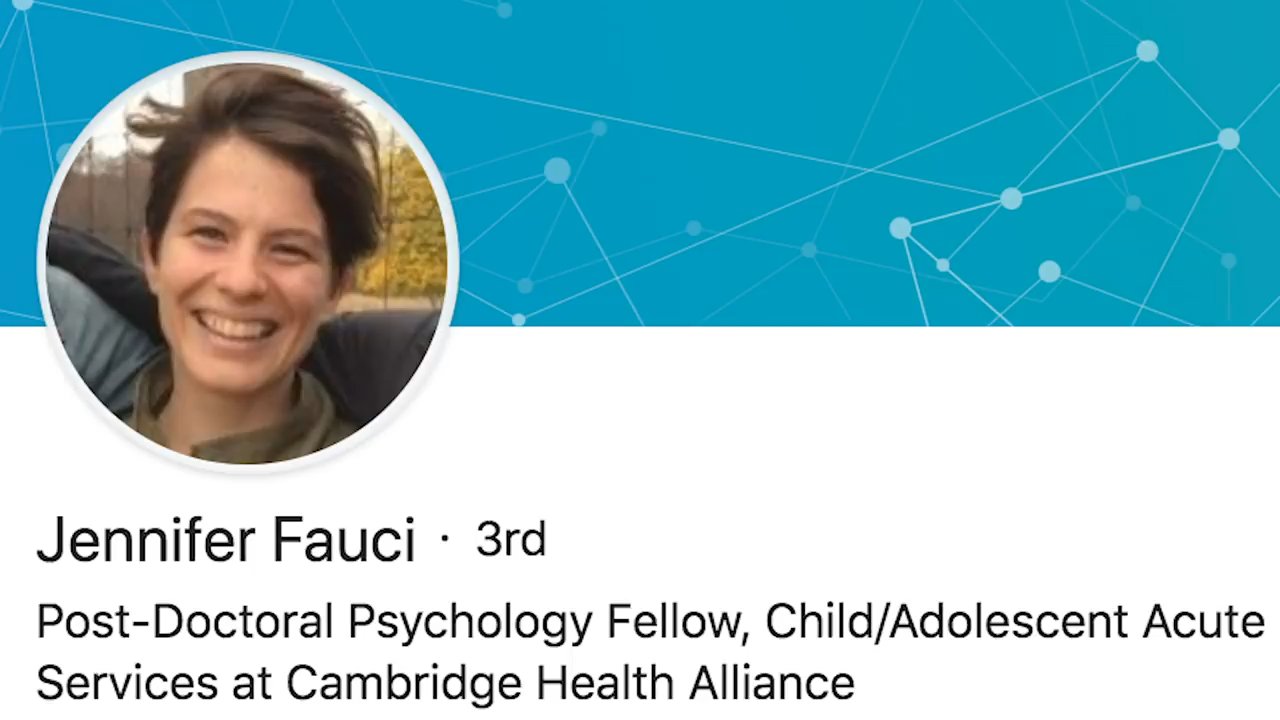 Jennifer Fauci · 3rd
Post-Doctoral Psychology Fellow, Child/Adolescent Acute
Services at Cambridge Health Alliance